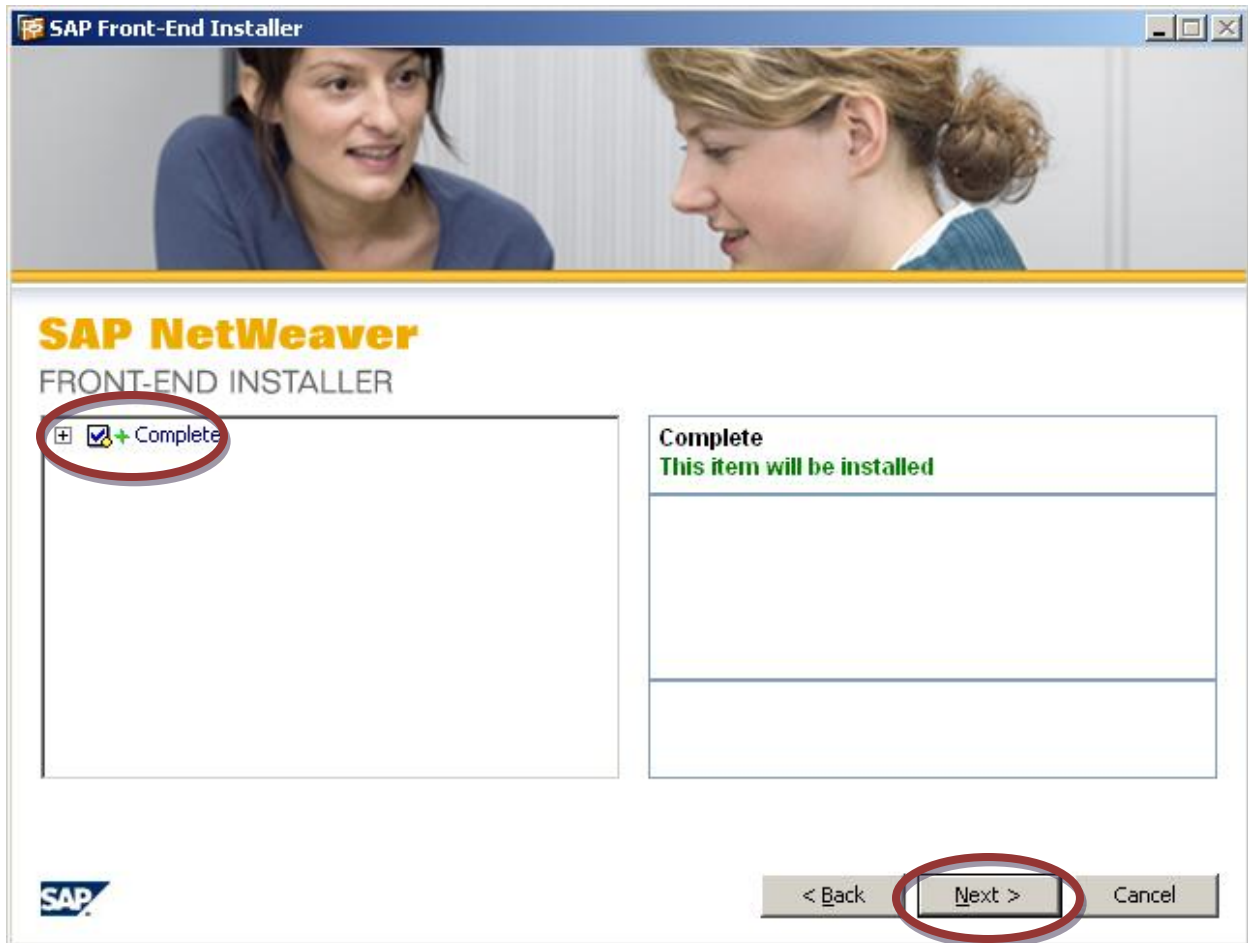 SAP Front-End Installer
SAP NetWeaver
FRONT-END INSTALLER
Complete
Complete
This item will be installed
SAP
< Back
Next >
Cancel